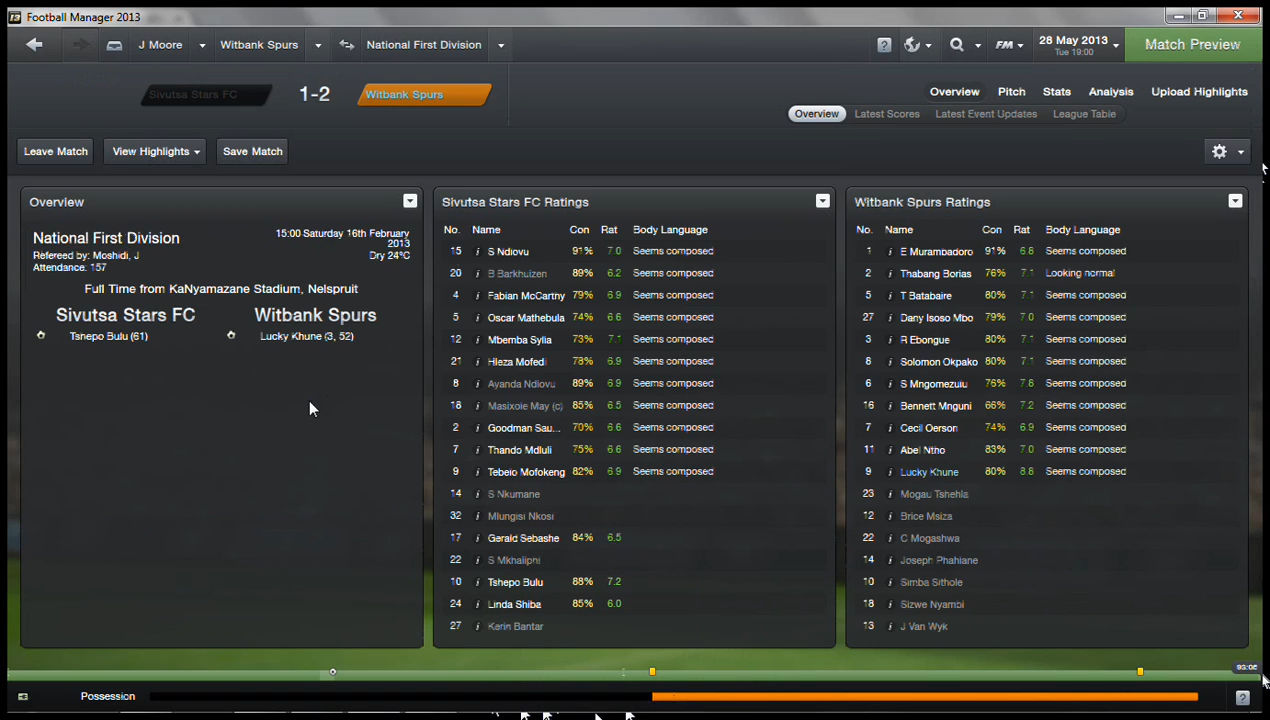 Football Manager 2013
J Moore Witbank Spurs National First Division ? FM 28 May 2013 Match Preview
Tue 19:00
Sivutsa Stars FC 1-2 Witbank Spurs
Overview Pitch Stats Analysis Upload Highlights
Overview Latest Scores Latest Event Updates League Table
Leave Match View Highlights Save Match
Overview
National First Division 15:00 Saturday 16th February
2013
Refereed by: Moshidi, J Dry 24°C
Attendance. 157
Full Time from KaNyamazane Stadium, Nelspruit
Sivutsa Stars FC Witbank Spurs
Tshepo Bulu (61) Lucky Khune (3, 52)
Sivutsa Stars FC Ratings
No. Name Con Rat Body Language
15 i S Ndlovu 91% 7.0 Seems composed
20 i B Barkhuizen 89% 6.2 Seems composed
4 i Fabian McCarthy 79% 6.9 Seems composed
5 i Oscar Mathebula 74% 6.6 Seems composed
12 i Mbemba Sylla 73% 7.1 Seems composed
21 i Hleza Mofedi 78% 6.9 Seems composed
8 i Ayanda Ndlovu 89% 6.9 Seems composed
18 i Masixole May (c) 85% 6.5 Seems composed
2 i Goodman Sau... 70% 6.6 Seems composed
7 i Thando Mdluli 75% 6.6 Seems composed
9 i Tebelo Mofokeng 82% 6.9 Seems composed
14 i S Nkumane
32 i Mlungisi Nkosi
17 i Gerald Sebashe 84% 6.5
22 i S Mkhaliphi
10 i Tshepo Bulu 88% 7.2
24 i Linda Shiba 85% 6.0
27 i Kerin Bantar
Witbank Spurs Ratings
No. Name Con Rat Body Language
1 i E Murambadoro 91% 6.8 Seems composed
2 i Thabang Borias 76% 7.1 Looking normal
5 i T Batabaire 80% 7.1 Seems composed
27 i Dany Isoso Mbo 79% 7.0 Seems composed
3 i R Ebongue 80% 7.1 Seems composed
8 i Solomon Okpako 80% 7.1 Seems composed
6 i S Mngomezulu 76% 7.8 Seems composed
16 i Bennett Mnguni 66% 7.2 Seems composed
7 i Cecil Oerson 74% 6.9 Seems composed
11 i Abel Ntho 83% 7.0 Seems composed
9 i Lucky Khune 80% 8.8 Seems composed
23 i Mogau Tshehla
12 i Brice Msiza
22 i C Mogashwa
14 i Joseph Phahlane
10 i Simba Sithole
18 i Sizwe Nyambi
13 i J Van Wyk
93:06
Possession ?